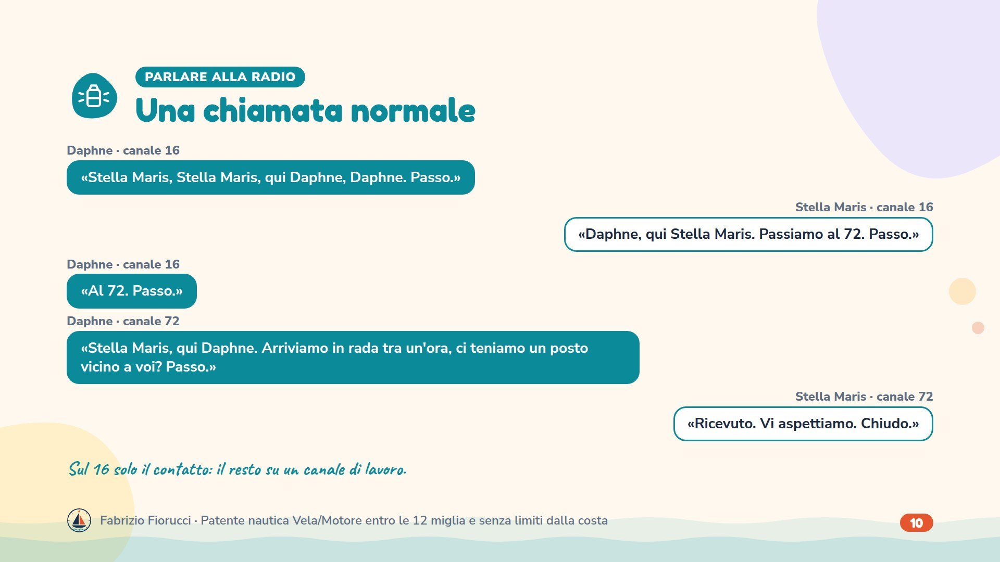 PARLARE ALLA RADIO
Una chiamata normale
Daphne · canale 16
«Stella Maris, Stella Maris, qui Daphne, Daphne. Passo.»
Stella Maris · canale 16
«Daphne, qui Stella Maris. Passiamo al 72. Passo.»
Daphne · canale 16
«Al 72. Passo.»
Daphne · canale 72
«Stella Maris, qui Daphne. Arriviamo in rada tra un'ora, ci teniamo un posto
vicino a voi? Passo.»
Stella Maris · canale 72
«Ricevuto. Vi aspettiamo. Chiudo.»
Sul 16 solo il contatto: il resto su un canale di lavoro.
Fabrizio Fiorucci · Patente nautica Vela/Motore entro le 12 miglia e senza limiti dalla costa
10